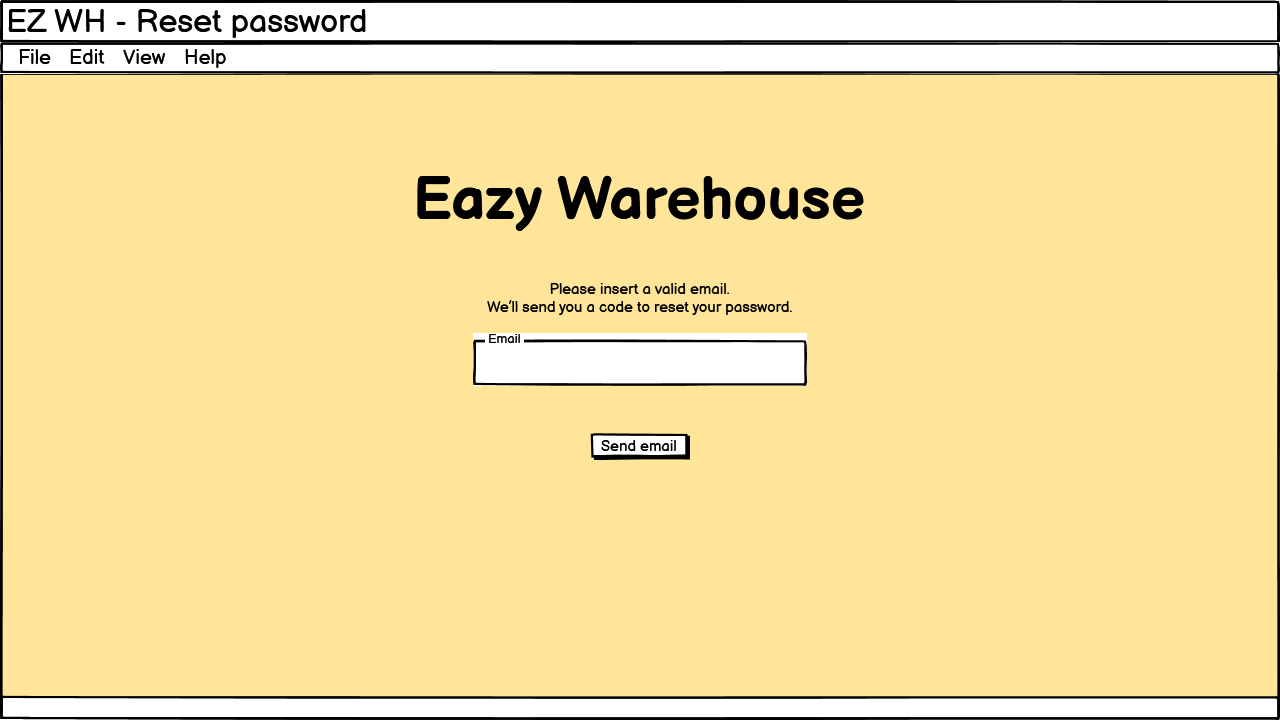 EZ WH - Reset password
File Edit View Help
Eazy Warehouse
Please insert a valid email.
We'll send you a code to reset your password.
Email
Send email